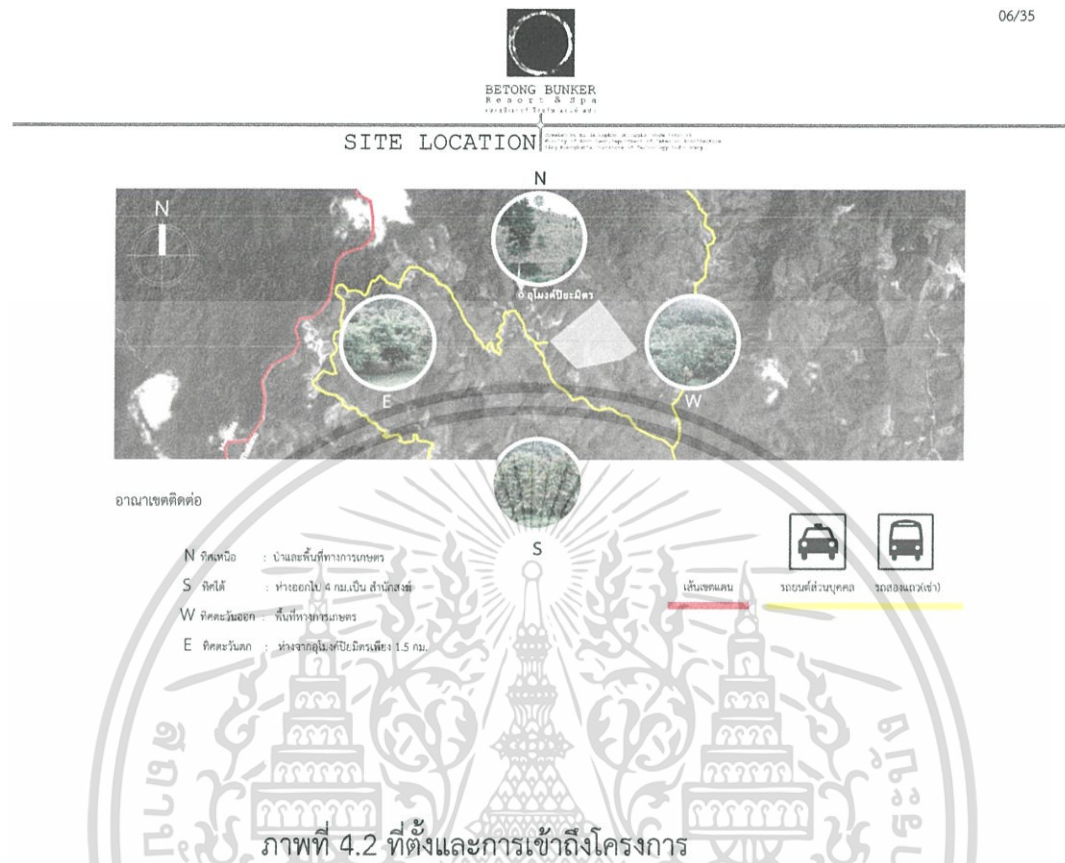 06/35
BETONG BUNKER
Resort & Spa
SITE LOCATION
N
N
อุโมงค์ปิยะมิตร
E
W
S
อาณาเขตติดต่อ
N ทิศเหนือ : ป่าและพื้นที่ทางการเกษตร
S ทิศใต้ : ห่างออกไป 4 กม.เป็น สำนักสงฆ์
W ทิศตะวันออก : พื้นที่ทางการเกษตร
E ทิศตะวันตก : ห่างจากอุโมงค์ปิยมิตรเพียง 1.5 กม.
เส้นเขตแดน
รถยนต์ส่วนบุคคล
รถสองแถว(เช่า)
ภาพที่ 4.2 ที่ตั้งและการเข้าถึงโครงการ